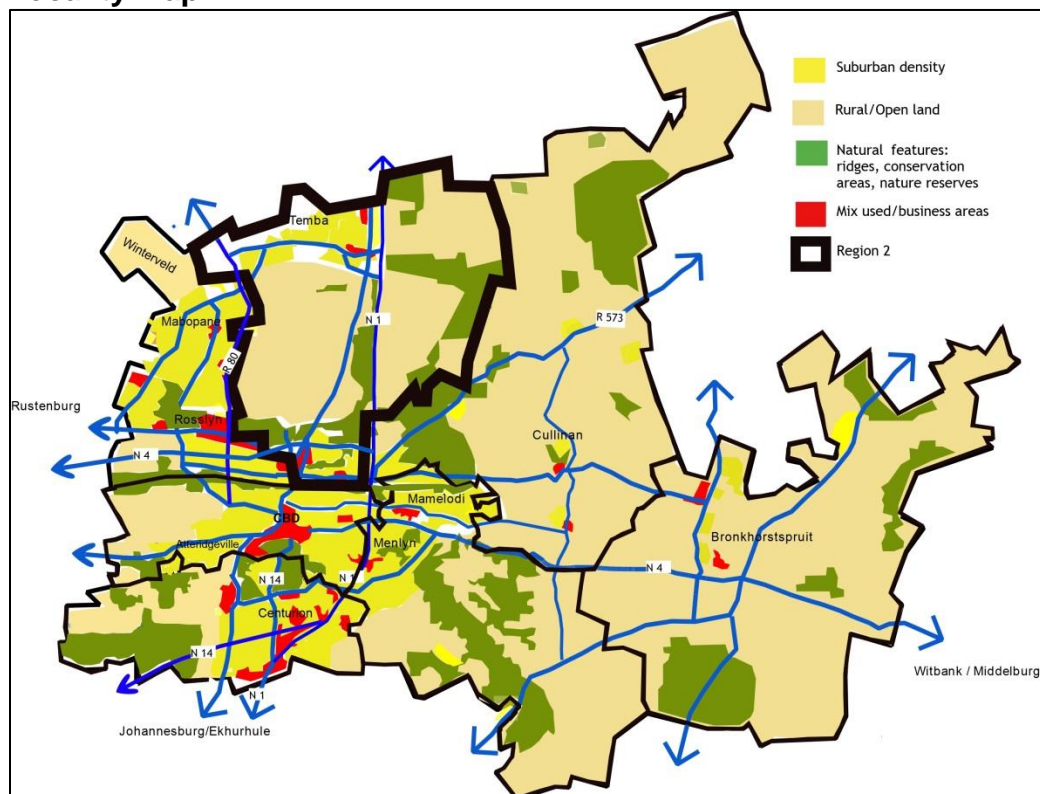 Suburban density
Rural/Open land
Natural features:
ridges, conservation
areas, nature reserves
Mix used/business areas
Region 2
Temba
Winterveld
N 1
R 573
Mabopane
R 80
Rustenburg
Rosslyn
Cullinan
N 4
Mamelodi
CBD
Bronkhorstspruit
Atteridgeville
Menlyn
N 4
N 14
N 1
Centurion
N 14
Witbank / Middelburg
N 1
Johannesburg/Ekhurhule